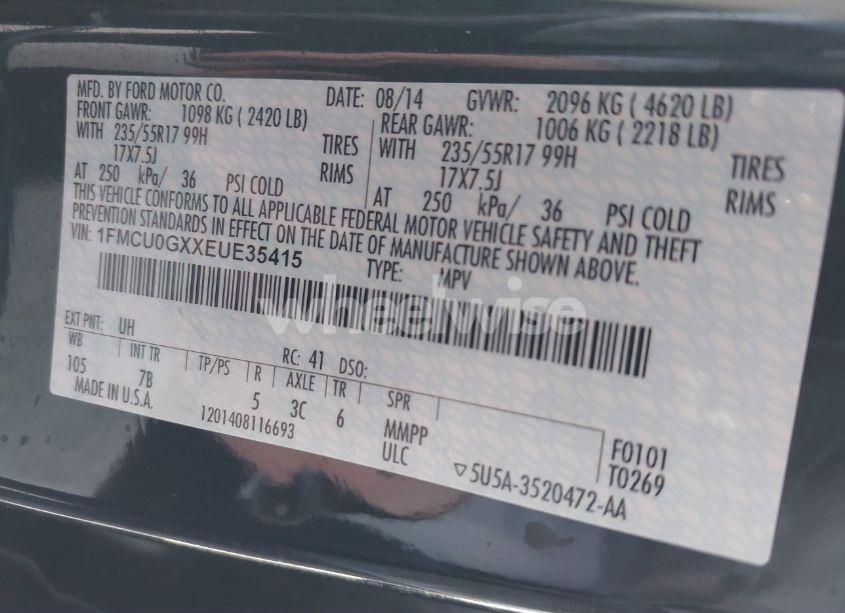 MFD. BY FORD MOTOR CO. DATE: 08/14 GVWR: 2096 KG ( 4620 LB)
FRONT GAWR: 1098 KG ( 2420 LB) REAR GAWR: 1006 KG ( 2218 LB)
WITH 235/55R17 99H TIRES WITH 235/55R17 99H TIRES
17X7.5J RIMS 17X7.5J RIMS
AT 250 kPa/ 36 PSI COLD AT 250 kPa/ 36 PSI COLD
THIS VEHICLE CONFORMS TO ALL APPLICABLE FEDERAL MOTOR VEHICLE SAFETY AND THEFT
PREVENTION STANDARDS IN EFFECT ON THE DATE OF MANUFACTURE SHOWN ABOVE.
VIN: 1FMCU0GXXEUE35415 TYPE: MPV
wheelwise
EXT PNT: UH RC: 41 DSO:
WB INT TR TP/PS R AXLE TR SPR
105 7B 5 3C 6 MMPP F0101
MADE IN U.S.A. 1201408116693 ULC T0269
5U5A-3520472-AA